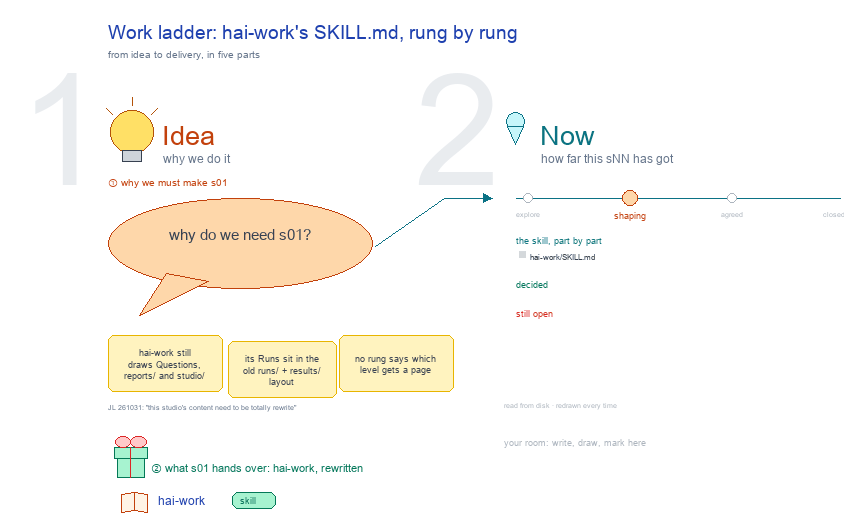 Work ladder: hai-work's SKILL.md, rung by rung
from idea to delivery, in five parts
1
Idea
why we do it
① why we must make s01
why do we need s01?
hai-work still
draws Questions,
reports/ and studio/
its Runs sit in the
old runs/ + results/
layout
no rung says which
level gets a page
JL 261031: "this studio's content need to be totally rewrite"
② what s01 hands over: hai-work, rewritten
hai-work
skill
2
Now
how far this sNN has got
explore
shaping
agreed
closed
the skill, part by part
hai-work/SKILL.md
decided
still open
read from disk · redrawn every time
your room: write, draw, mark here